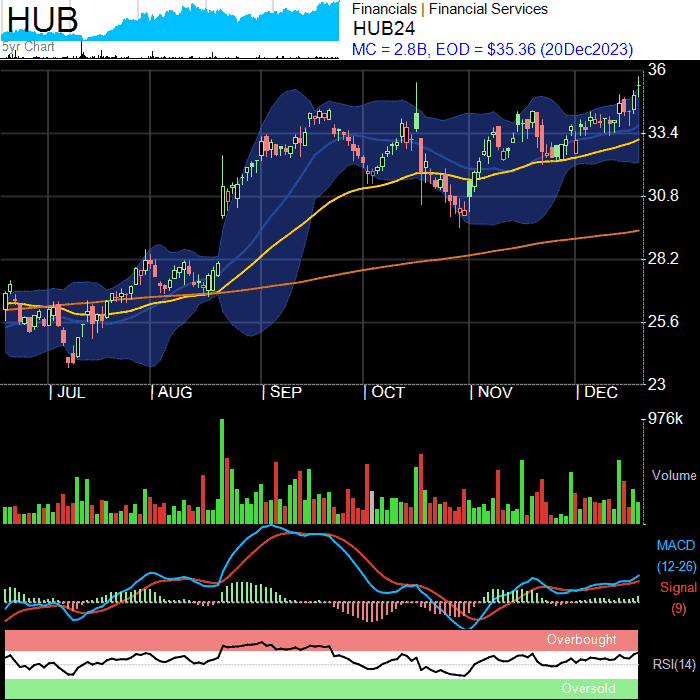 HUB
5yr Chart
Financials | Financial Services
HUB24
MC = 2.8B, EOD = $35.36 (20Dec2023)
36
33.4
30.8
28.2
25.6
23
| JUL | AUG | SEP | OCT | NOV | DEC
976k
Volume
MACD
(12-26)
Signal
(9)
Overbought
RSI(14)
Oversold